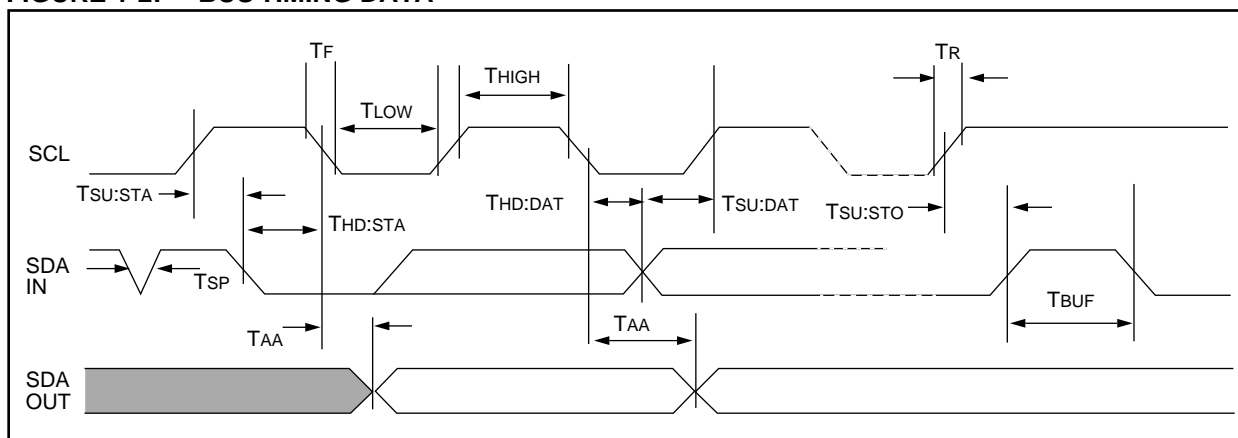 FIGURE 1-2: BUS TIMING DATA
TF
THIGH
TR
TLOW
SCL
TSU:STA
THD:STA
THD:DAT
TSU:DAT
TSU:STO
SDA
IN
TSP
TBUF
TAA
TAA
SDA
OUT